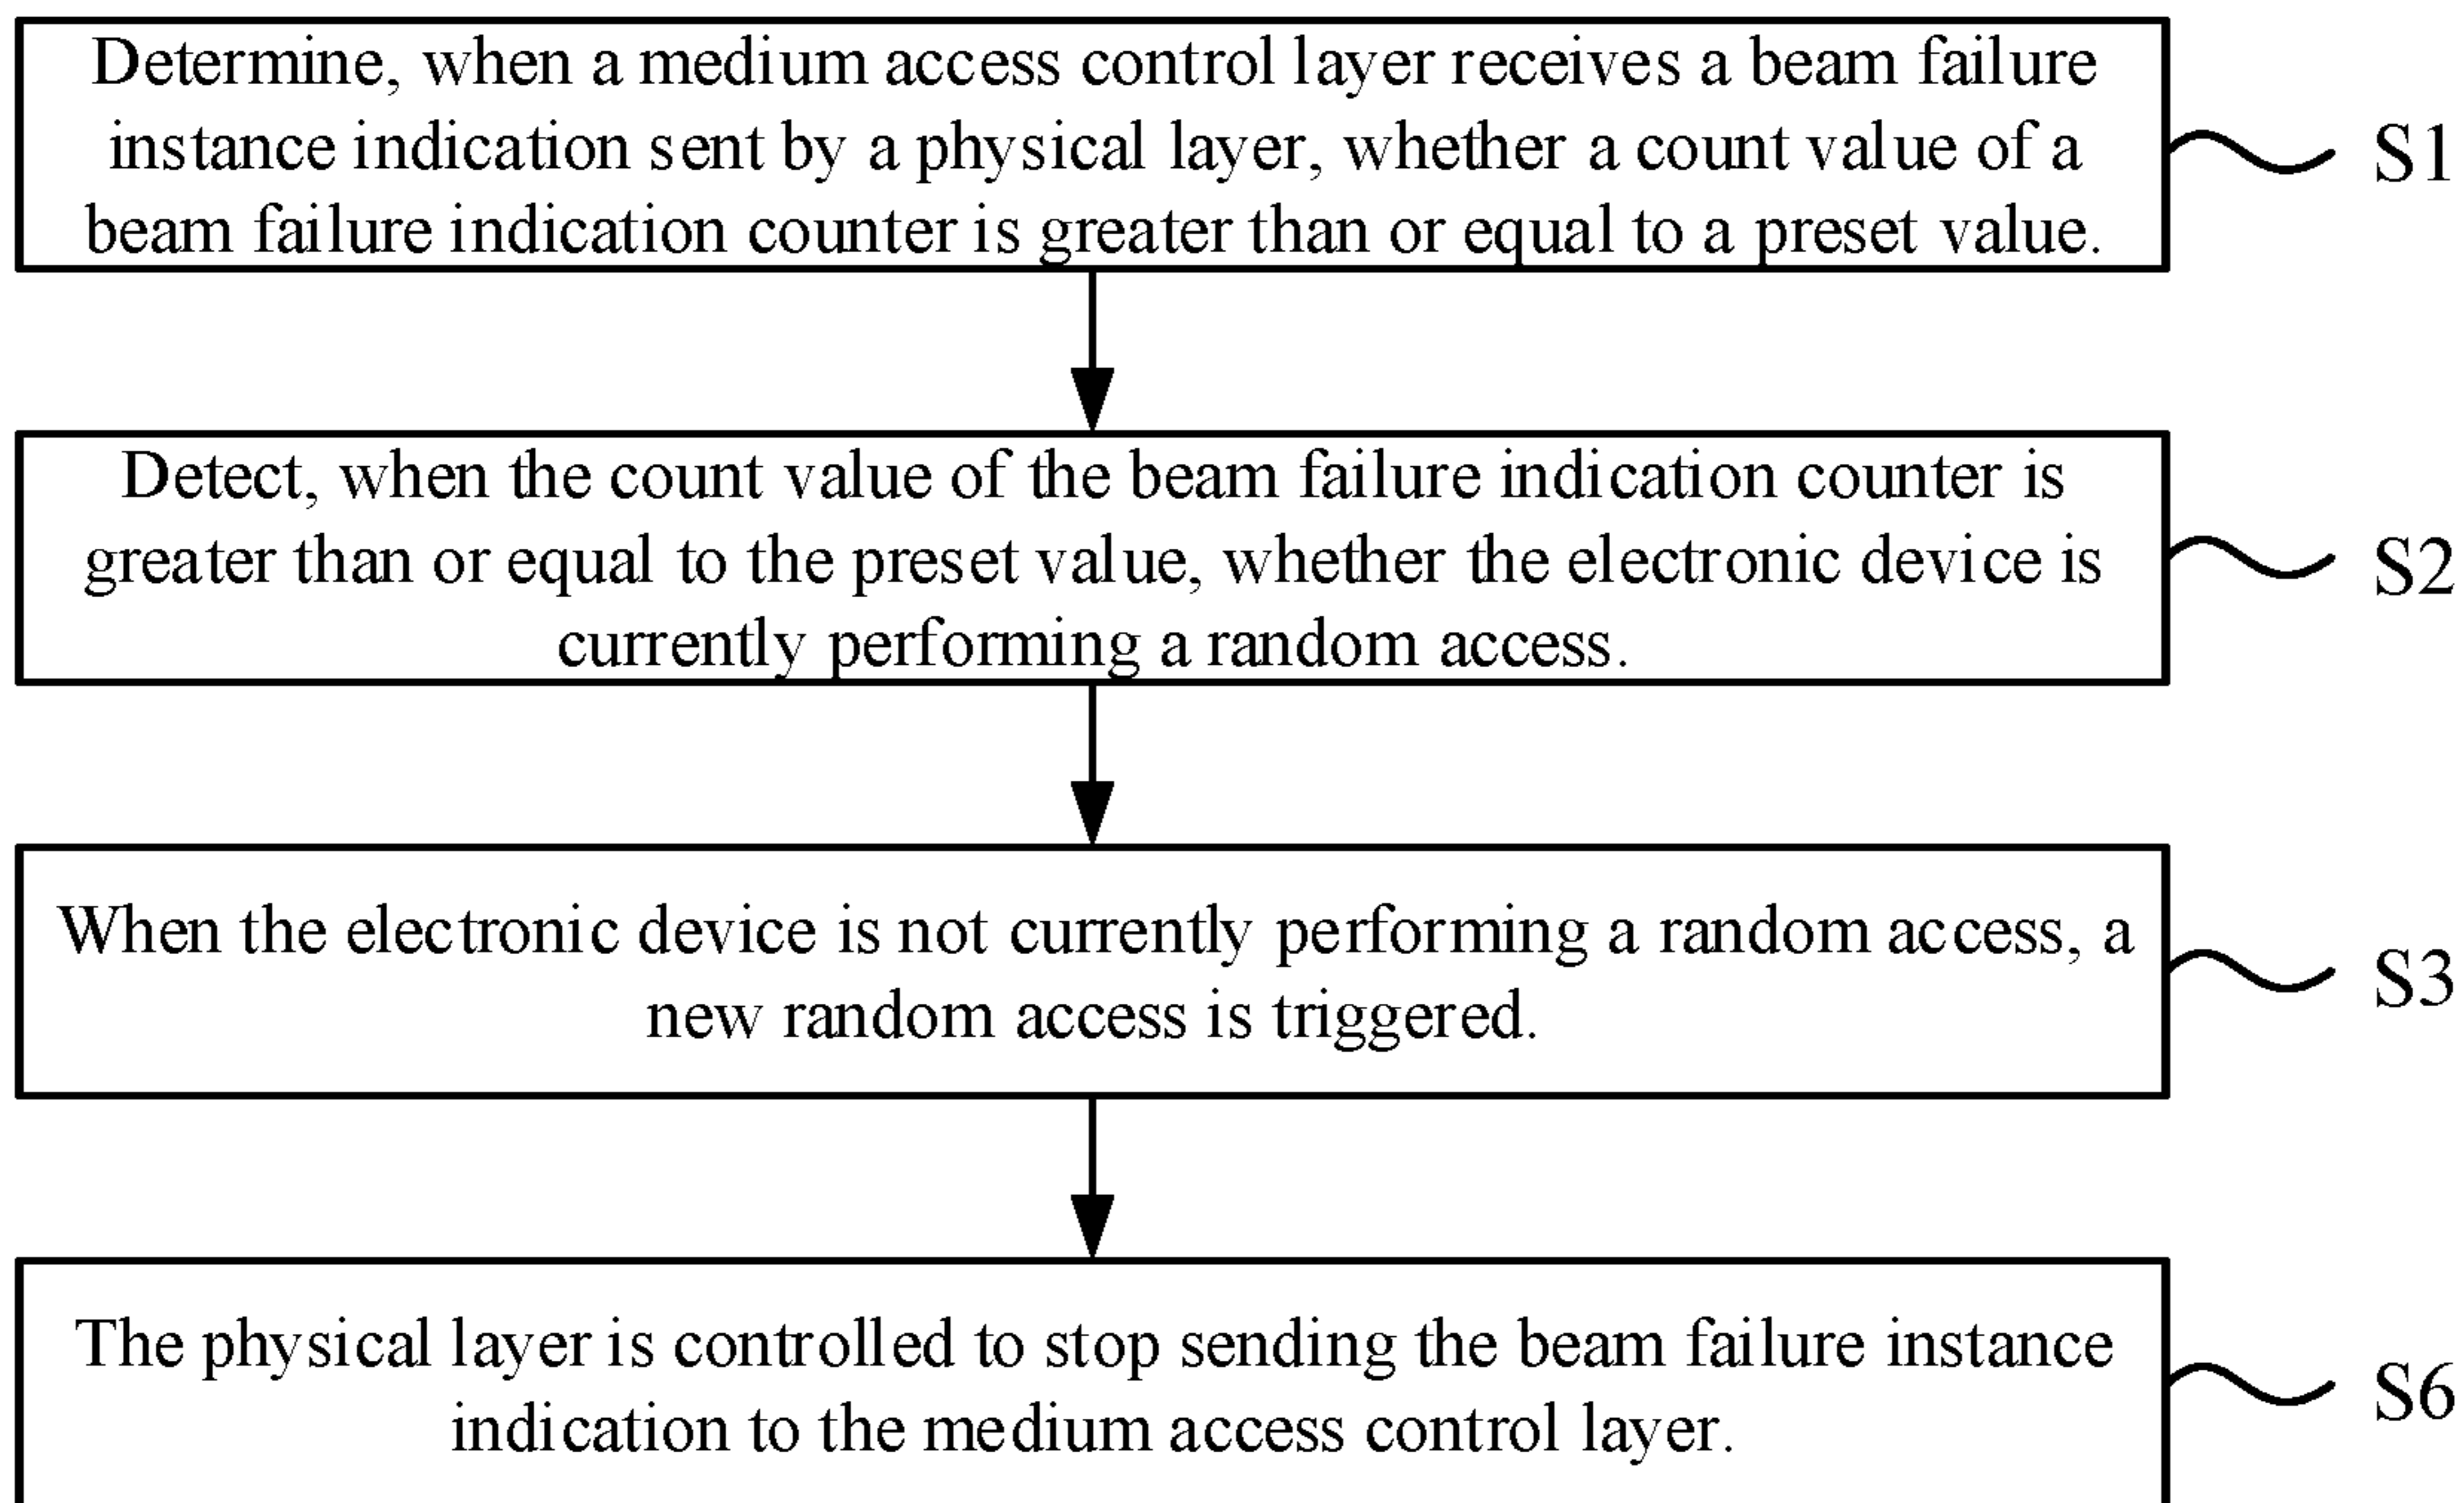 Determine, when a medium access control layer receives a beam failure
instance indication sent by a physical layer, whether a count value of a
beam failure indication counter is greater than or equal to a preset value.
S1
Detect, when the count value of the beam failure indication counter is
greater than or equal to the preset value, whether the electronic device is
currently performing a random access.
S2
When the electronic device is not currently performing a random access, a
new random access is triggered.
S3
The physical layer is controlled to stop sending the beam failure instance
indication to the medium access control layer.
S6